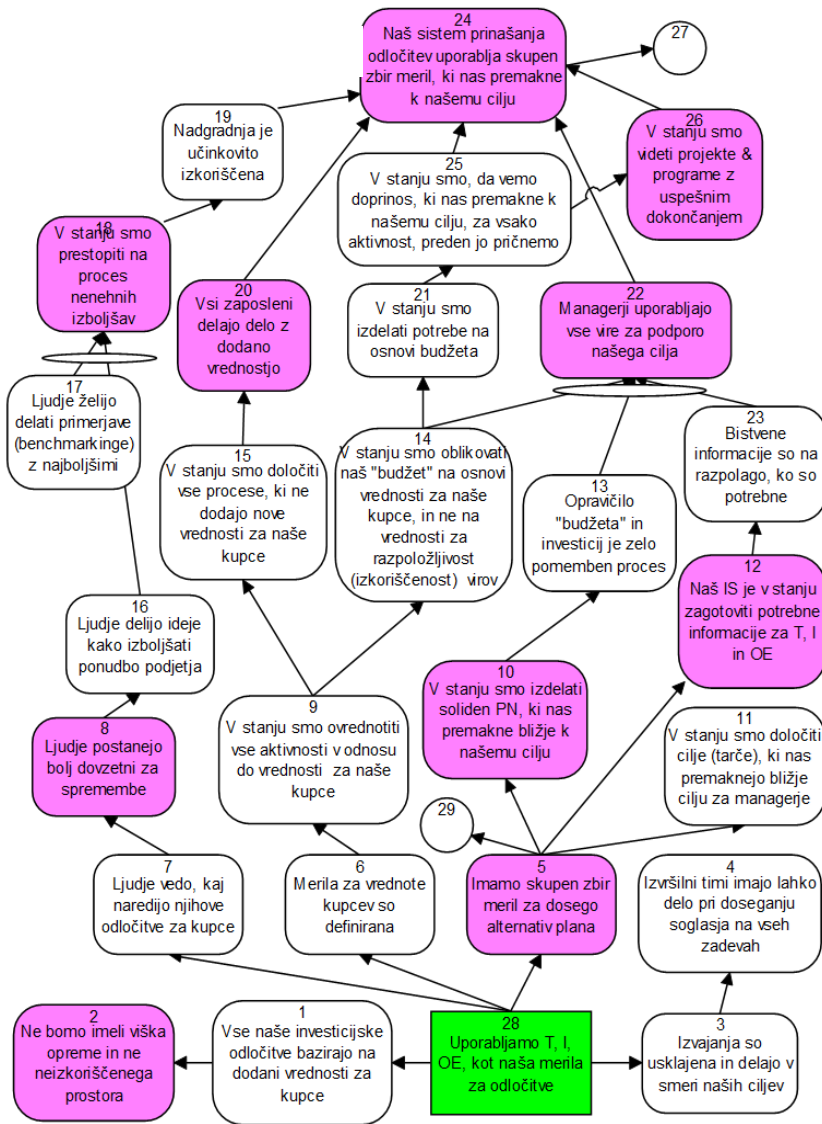 24
Naš sistem prinašanja
odločitev uporablja skupen
zbir meril, ki nas premakne
k našemu cilju
27
19
Nadgradnja je
učinkovito
izkoriščena
26
V stanju smo
videti projekte &
programe z
uspešnim
dokončanjem
25
V stanju smo, da vemo
doprinos, ki nas premakne k
našemu cilju, za vsako
aktivnost, preden jo pričnemo
18
V stanju smo
prestopiti na
proces
nenehnih
izboljšav
20
Vsi zaposleni
delajo delo z
dodano
vrednostjo
21
V stanju smo
izdelati potrebe na
osnovi budžeta
22
Managerji uporabljajo
vse vire za podporo
našega cilja
17
Ljudje želijo
delati primerjave
(benchmarkinge)
z najboljšimi
15
V stanju smo določiti
vse procese, ki ne
dodajo nove
vrednosti za naše
kupce
14
V stanju smo oblikovati
naš "budžet" na osnovi
vrednosti za naše
kupce, in ne na
vrednosti za
razpoložljivost
(izkoriščenost) virov
13
Opravičilo
"budžeta" in
investicij je zelo
pomemben proces
23
Bistvene
informacije so na
razpolago, ko so
potrebne
16
Ljudje delijo ideje
kako izboljšati
ponudbo podjetja
12
Naš IS je v stanju
zagotoviti potrebne
informacije za T, I
in OE
10
V stanju smo izdelati
soliden PN, ki nas
premakne bližje k
našemu cilju
9
V stanju smo ovrednotiti
vse aktivnosti v odnosu
do vrednosti za naše
kupce
8
Ljudje postanejo
bolj dovzetni za
spremembe
11
V stanju smo določiti
cilje (tarče), ki nas
premaknejo bližje
cilju za managerje
29
7
Ljudje vedo, kaj
naredijo njihove
odločitve za kupce
6
Merila za vrednote
kupcev so
definirana
5
Imamo skupen zbir
meril za dosego
alternativ plana
4
Izvršilni timi imajo lahko
delo pri doseganju
soglasja na vseh
zadevah
2
Ne bomo imeli viška
opreme in ne
neizkoriščenega
prostora
1
Vse naše investicijske
odločitve bazirajo na
dodani vrednosti za
kupce
28
Uporabljamo T, I,
OE, kot naša merila
za odločitve
3
Izvajanja so
usklajena in delajo v
smeri naših ciljev